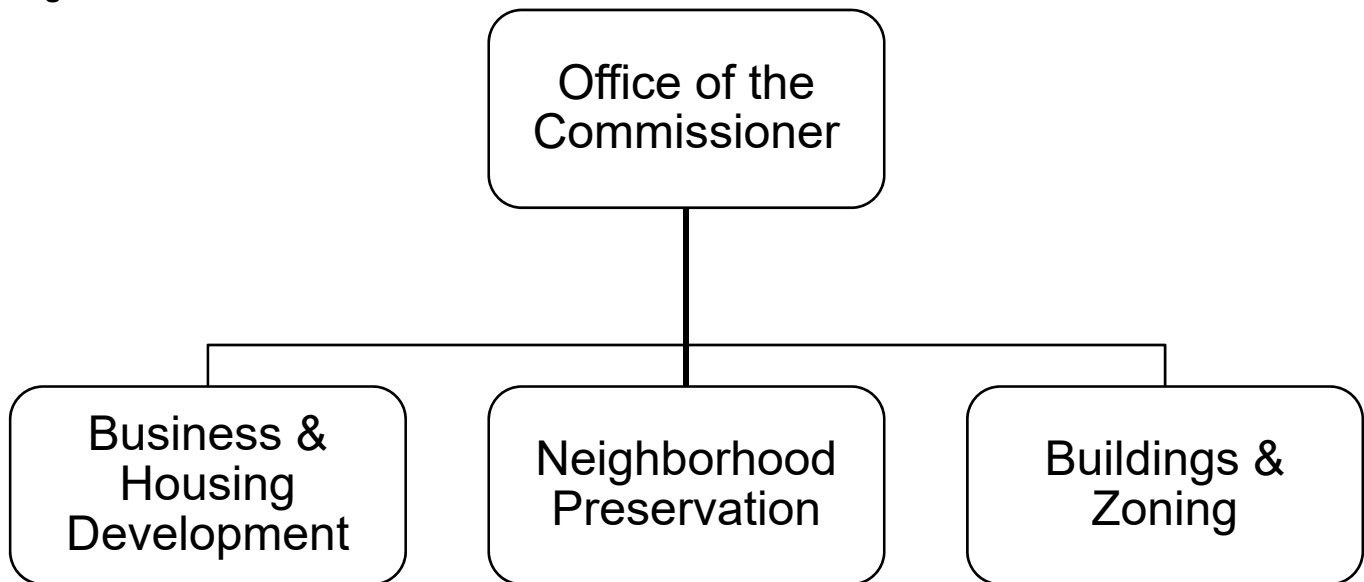 Office of the
Commissioner
Business &
Housing
Development
Neighborhood
Preservation
Buildings &
Zoning